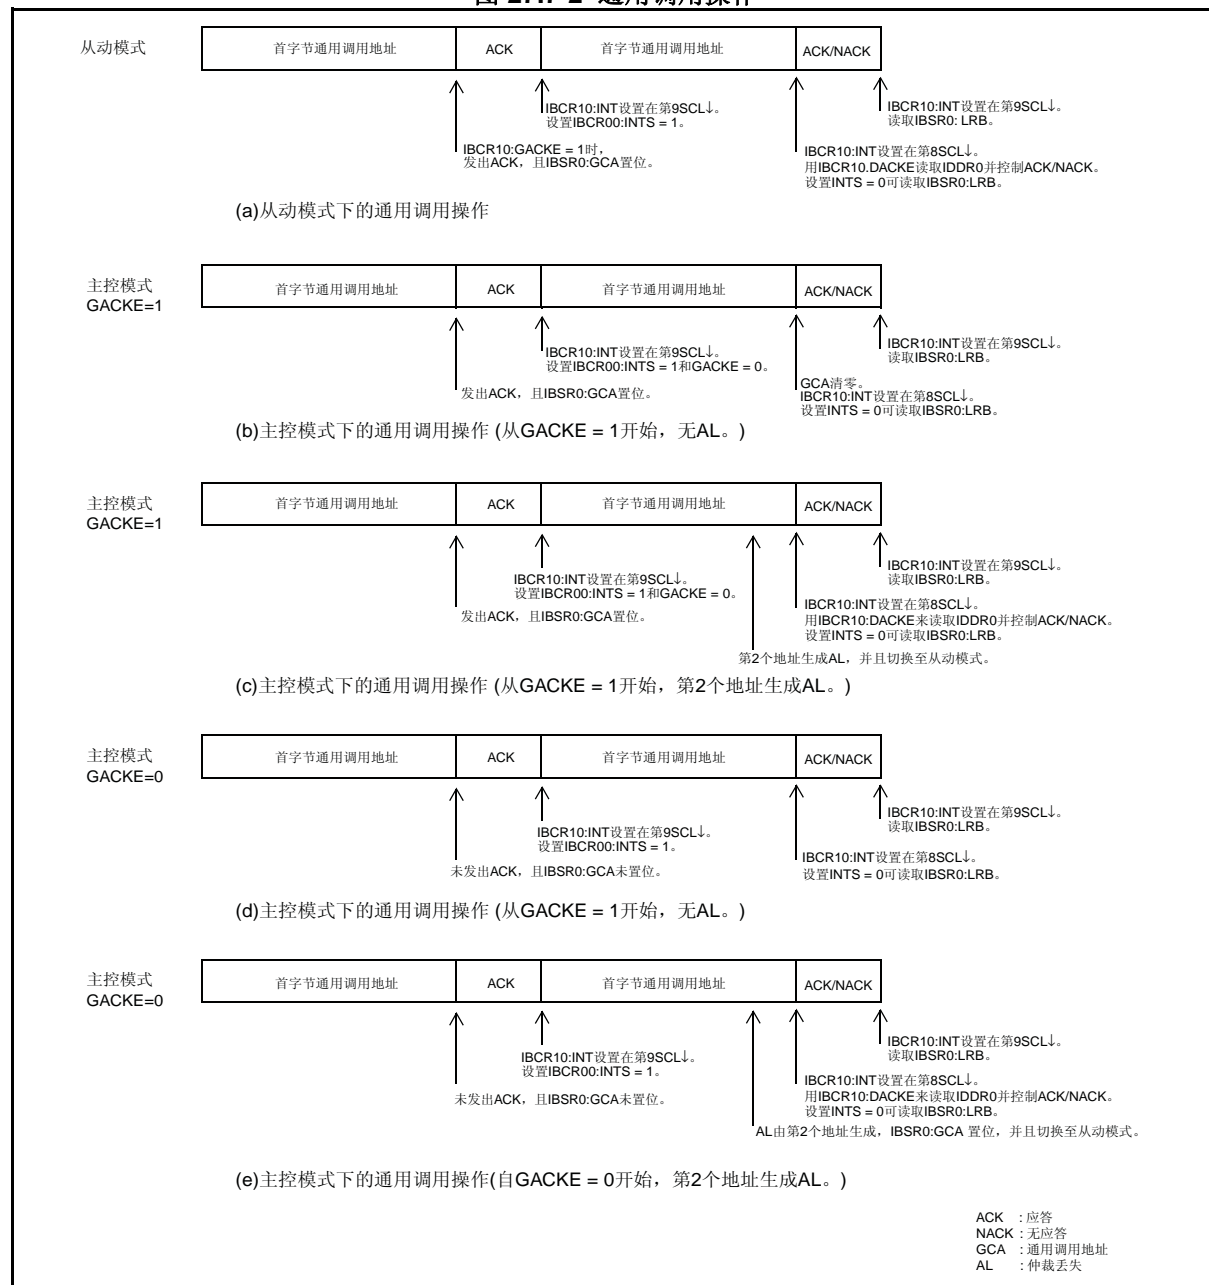 图 27.7-2 通用调用操作
从动模式
首字节通用调用地址
ACK
首字节通用调用地址
ACK/NACK
IBCR10:INT设置在第9SCL↓。
设置IBCR00:INTS = 1。
IBCR10:INT设置在第9SCL↓。
读取IBSR0: LRB。
IBCR10:GACKE = 1时，
发出ACK，且IBSR0:GCA置位。
IBCR10:INT设置在第8SCL↓。
用IBCR10.DACKE读取IDDR0并控制ACK/NACK。
设置INTS = 0可读取IBSR0:LRB。
(a)从动模式下的通用调用操作
主控模式
GACKE=1
首字节通用调用地址
ACK
首字节通用调用地址
ACK/NACK
IBCR10:INT设置在第9SCL↓。
设置IBCR00:INTS = 1和GACKE = 0。
IBCR10:INT设置在第9SCL↓。
读取IBSR0:LRB。
发出ACK，且IBSR0:GCA置位。
GCA清零。
IBCR10:INT设置在第8SCL↓。
设置INTS = 0可读取IBSR0:LRB。
(b)主控模式下的通用调用操作 (从GACKE = 1开始，无AL。)
主控模式
GACKE=1
首字节通用调用地址
ACK
首字节通用调用地址
ACK/NACK
IBCR10:INT设置在第9SCL↓。
设置IBCR00:INTS = 1和GACKE = 0。
IBCR10:INT设置在第9SCL↓。
读取IBSR0:LRB。
发出ACK，且IBSR0:GCA置位。
IBCR10:INT设置在第8SCL↓。
用IBCR10:DACKE来读取IDDR0并控制ACK/NACK。
设置INTS = 0可读取IBSR0:LRB。
第2个地址生成AL，并且切换至从动模式。
(c)主控模式下的通用调用操作 (从GACKE = 1开始，第2个地址生成AL。)
主控模式
GACKE=0
首字节通用调用地址
ACK
首字节通用调用地址
ACK/NACK
IBCR10:INT设置在第9SCL↓。
设置IBCR00:INTS = 1。
IBCR10:INT设置在第9SCL↓。
读取IBSR0:LRB。
未发出ACK，且IBSR0:GCA未置位。
IBCR10:INT设置在第8SCL↓。
设置INTS = 0可读取IBSR0:LRB。
(d)主控模式下的通用调用操作 (从GACKE = 1开始，无AL。)
主控模式
GACKE=0
首字节通用调用地址
ACK
首字节通用调用地址
ACK/NACK
IBCR10:INT设置在第9SCL↓。
设置IBCR00:INTS = 1。
IBCR10:INT设置在第9SCL↓。
读取IBSR0:LRB。
未发出ACK，且IBSR0:GCA未置位。
IBCR10:INT设置在第8SCL↓。
用IBCR10:DACKE来读取IDDR0并控制ACK/NACK。
设置INTS = 0可读取IBSR0:LRB。
AL由第2个地址生成，IBSR0:GCA 置位，并且切换至从动模式。
(e)主控模式下的通用调用操作(自GACKE = 0开始，第2个地址生成AL。)
ACK : 应答
NACK : 无应答
GCA : 通用调用地址
AL : 仲裁丢失